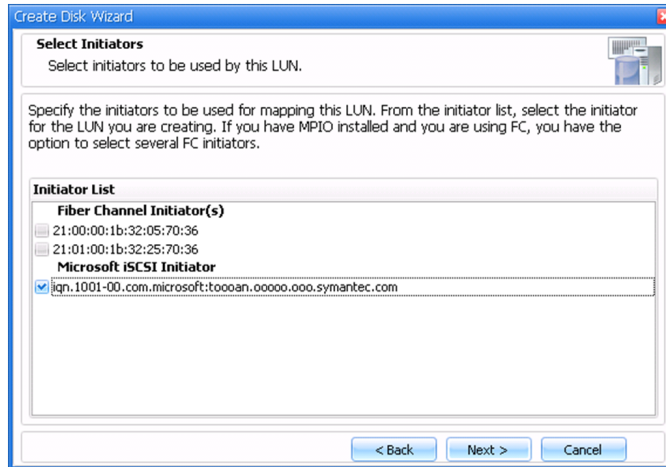 Create Disk Wizard
Select Initiators
Select initiators to be used by this LUN.
Specify the initiators to be used for mapping this LUN. From the initiator list, select the initiator
for the LUN you are creating. If you have MPIO installed and you are using FC, you have the
option to select several FC initiators.
Initiator List
Fiber Channel Initiator(s)
21:00:00:1b:32:05:70:36
21:01:00:1b:32:25:70:36
Microsoft iSCSI Initiator
iqn.1001-00.com.microsoft:toooan.ooooo.ooo.symantec.com
< Back
Next >
Cancel